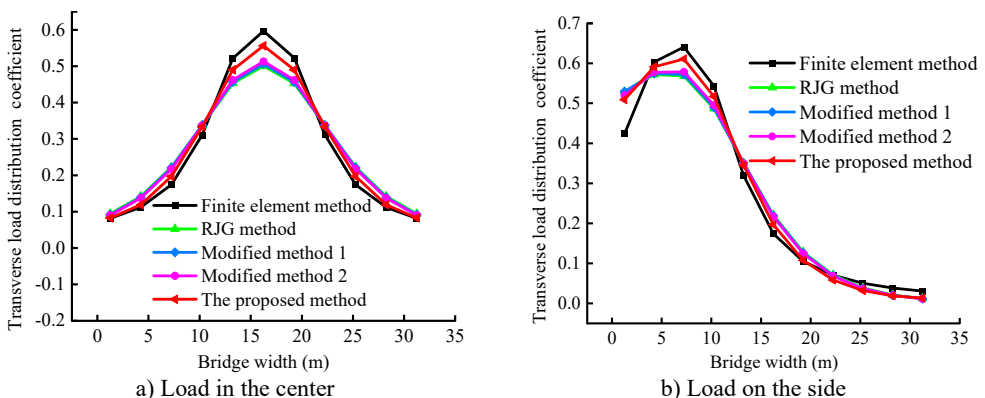 Transverse load distribution coefficient
0.6
0.5
0.4
0.3
0.2
0.1
0.0
-0.1
-0.2
Finite element method
RJG method
Modified method 1
Modified method 2
The proposed method
0 5 10 15 20 25 30 35
Bridge width (m)
a) Load in the center
Transverse load distribution coefficient
0.7
0.6
0.5
0.4
0.3
0.2
0.1
0.0
Finite element method
RJG method
Modified method 1
Modified method 2
The proposed method
0 5 10 15 20 25 30 35
Bridge width (m)
b) Load on the side